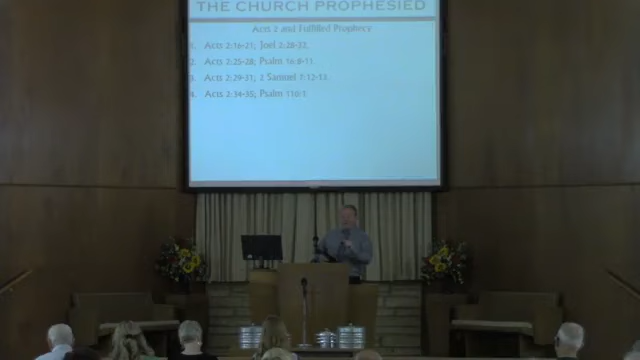 THE CHURCH PROPHESIED
Acts 2 and Fulfilled Prophecy
1. Acts 2:16-21; Joel 2:28-32.
2. Acts 2:25-28; Psalm 16:8-11.
3. Acts 2:29-31; 2 Samuel 7:12-13.
4. Acts 2:34-35; Psalm 110:1